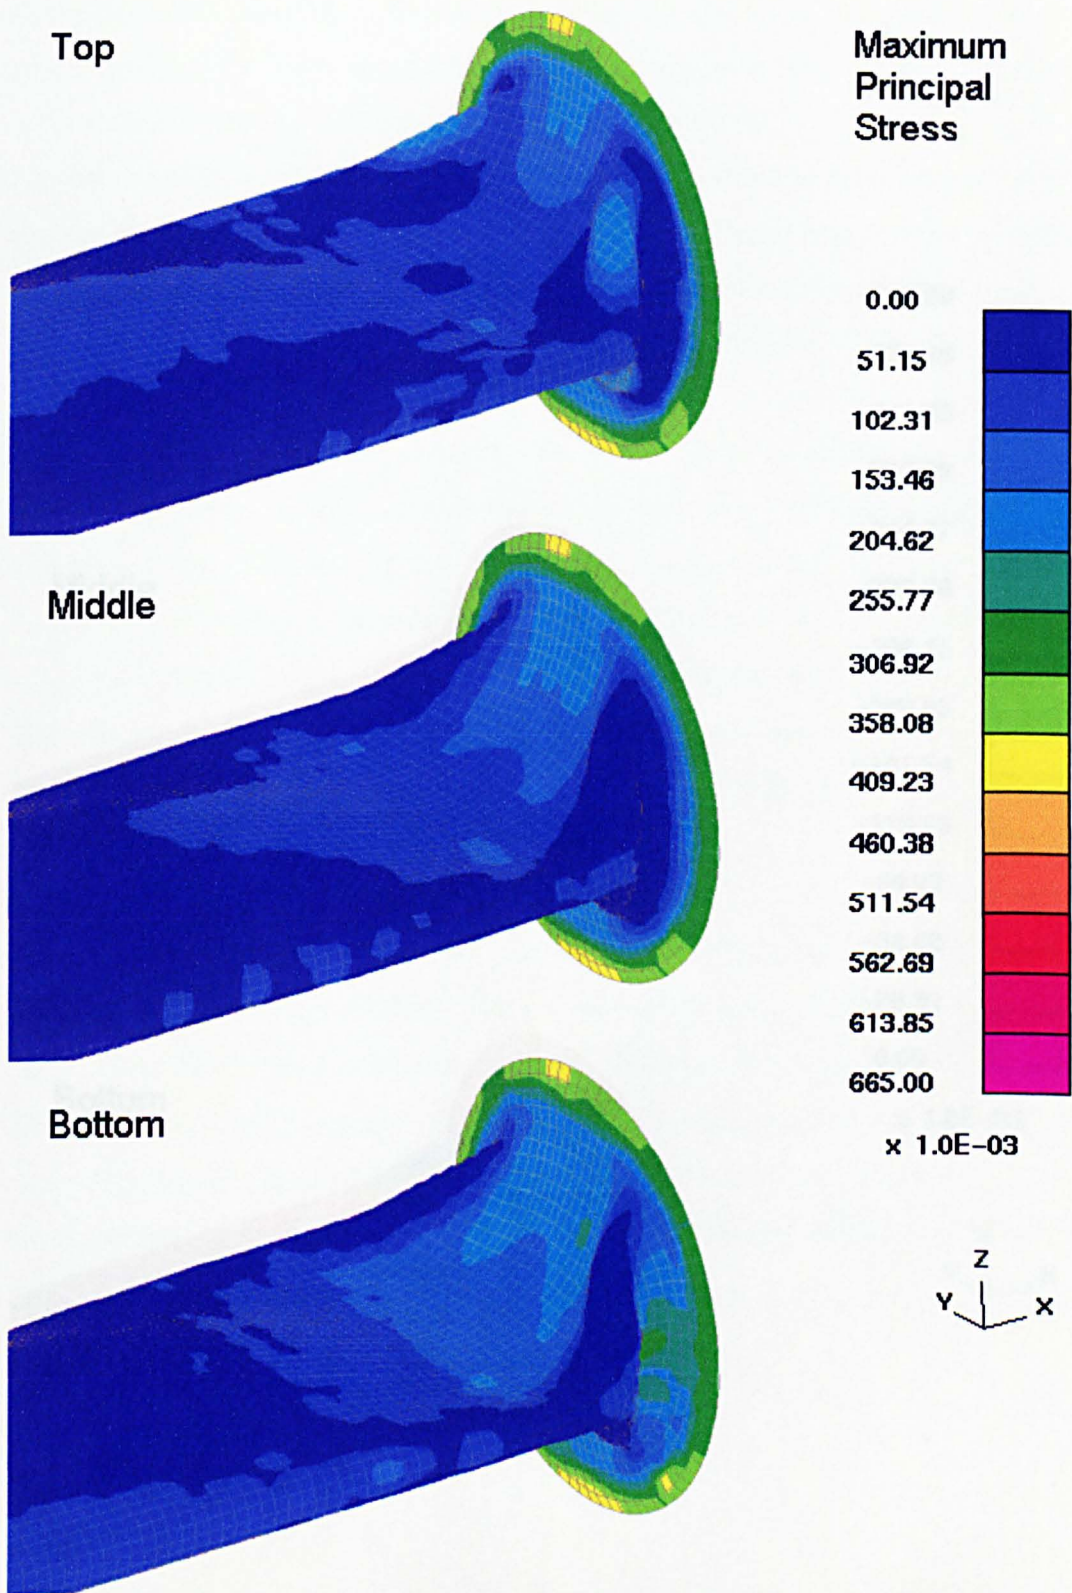 Top
Maximum
Principal
Stress
0.00
51.15
102.31
153.46
204.62
255.77
306.92
358.08
409.23
460.38
511.54
562.69
613.85
665.00
x 1.0E-03
Middle
Bottom
Z
Y
X